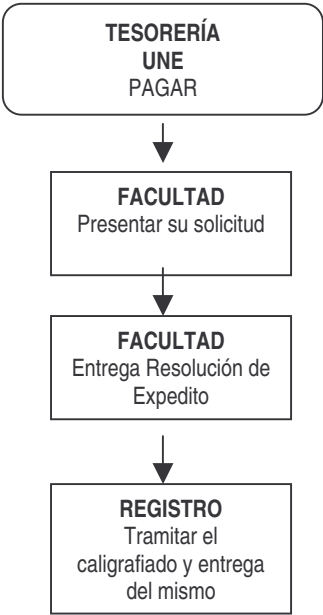 TESORERÍA
UNE
PAGAR
FACULTAD
Presentar su solicitud
FACULTAD
Entrega Resolución de
Expedito
REGISTRO
Tramitar el
caligrafiado y entrega
del mismo